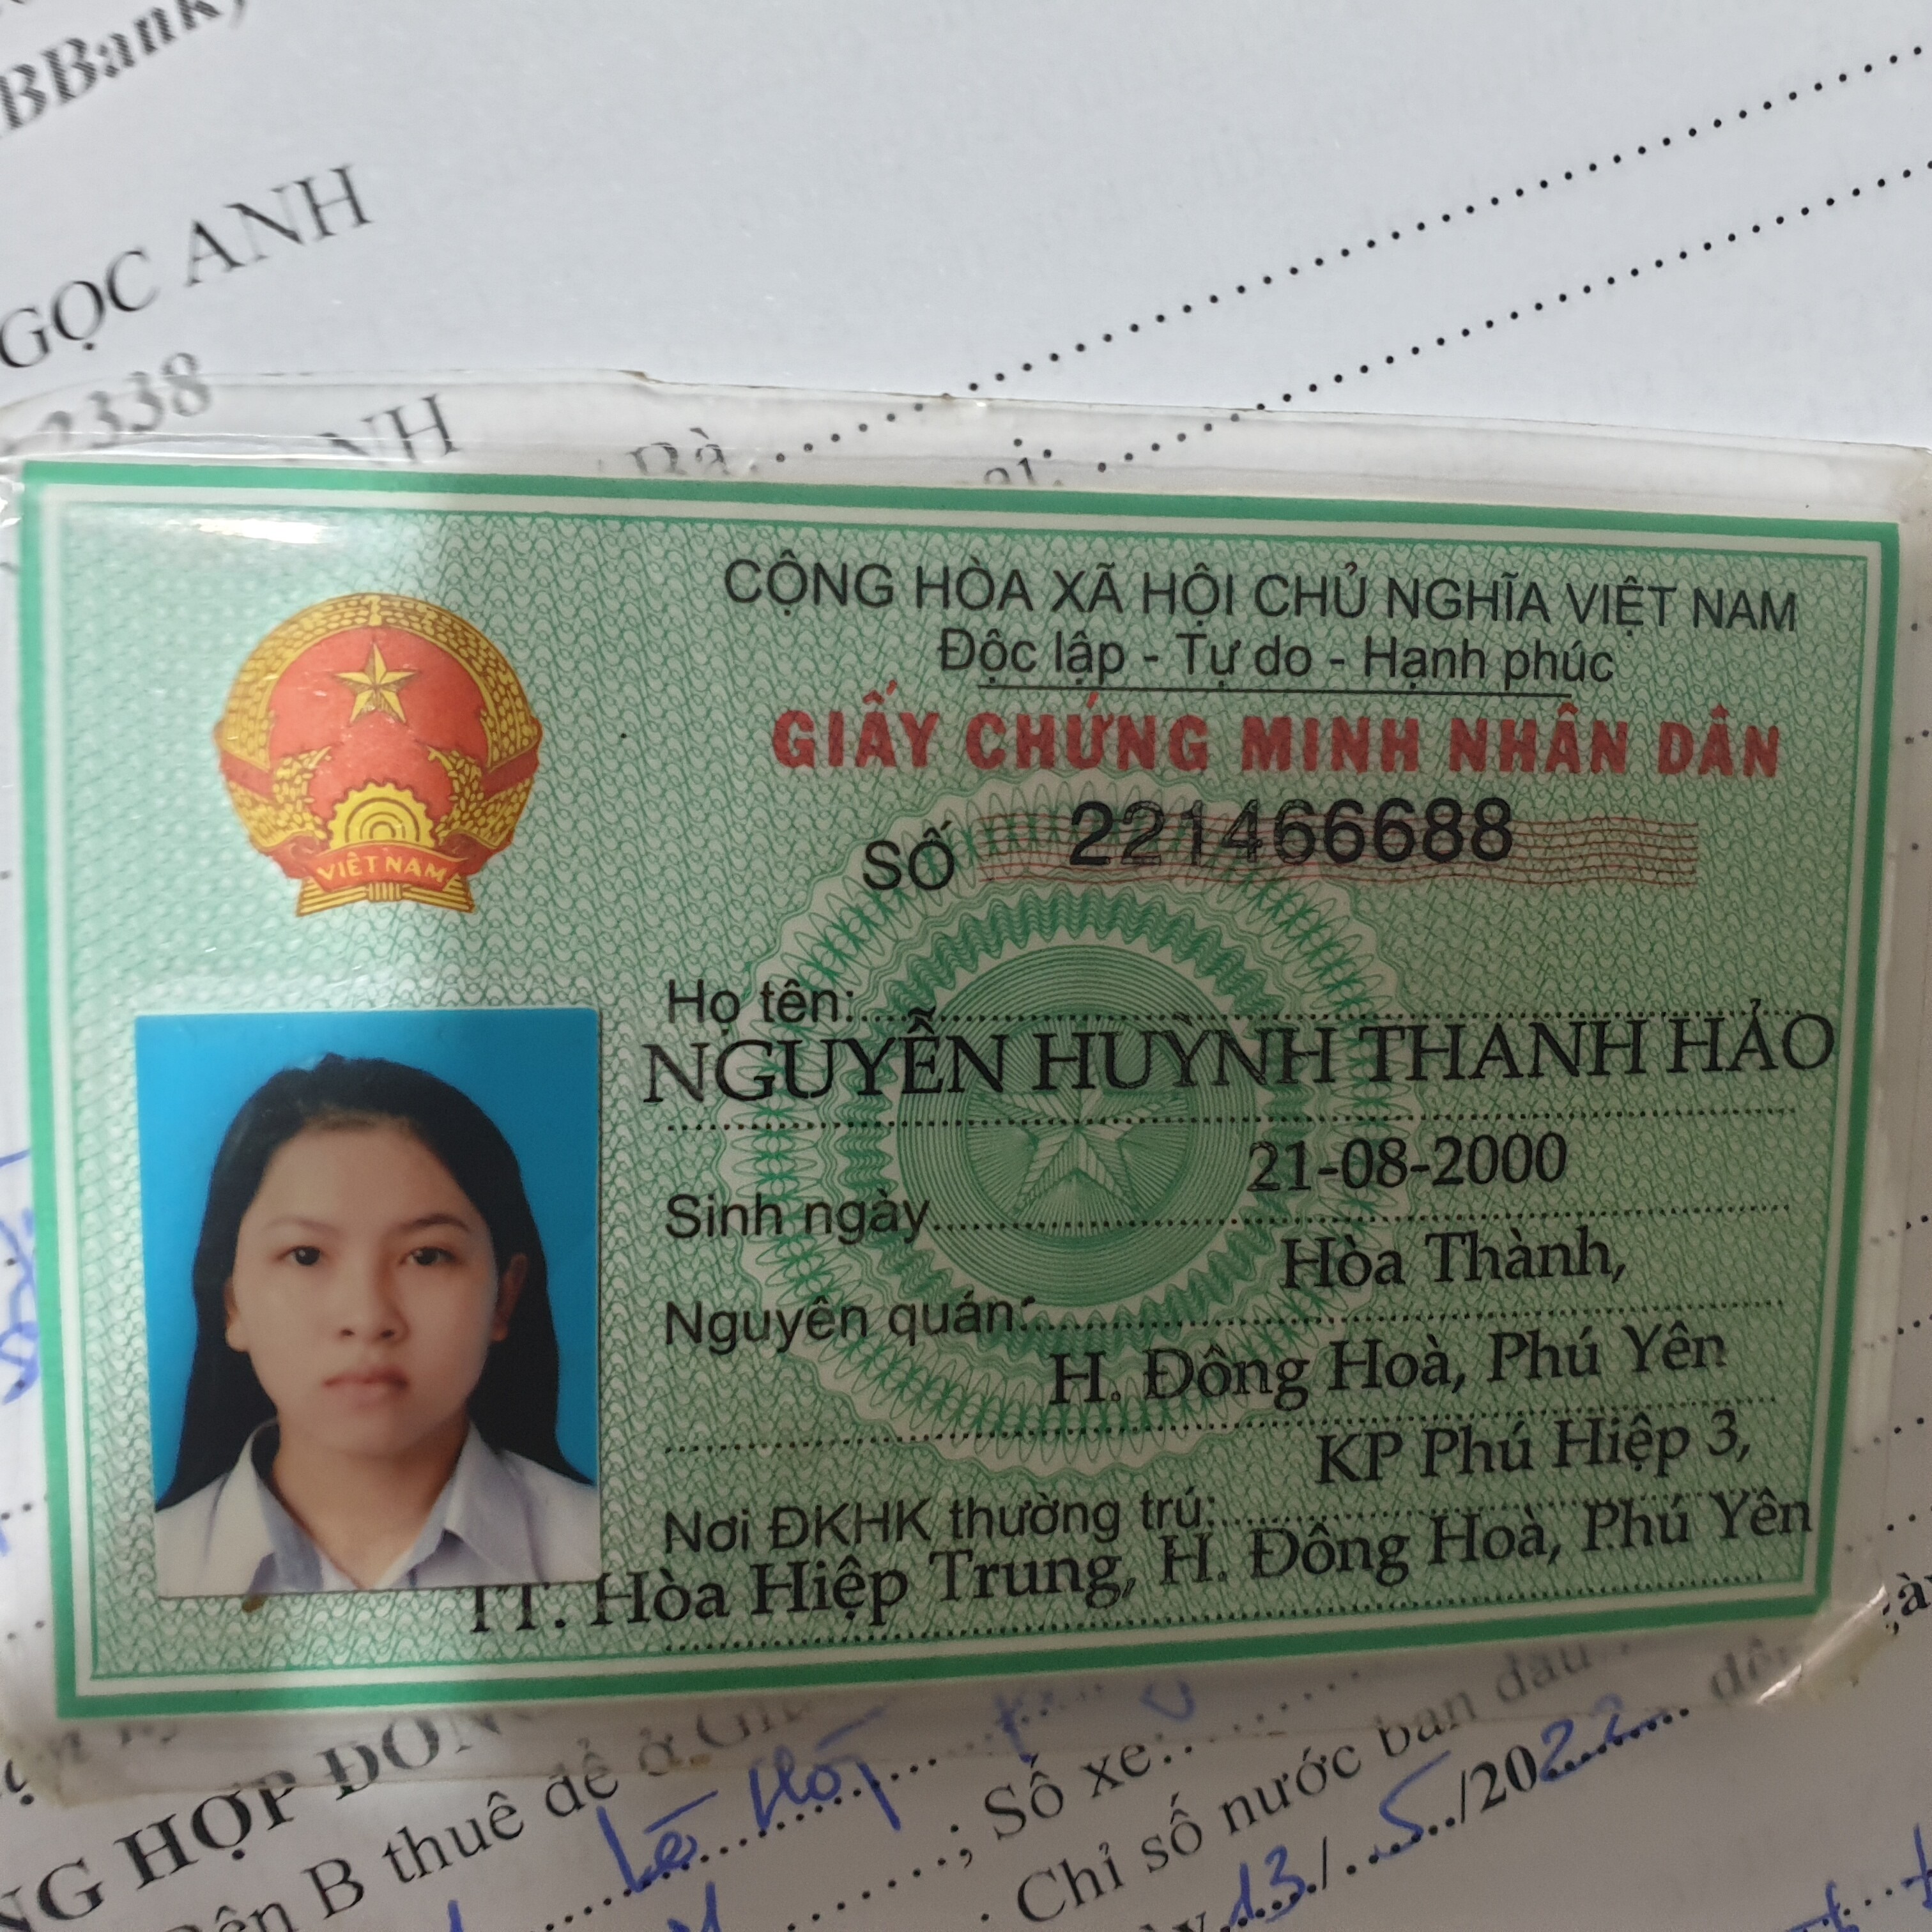 BBank)
GỌC ANH
2338
NH
Bà
CỘNG HÒA XÃ HỘI CHỦ NGHĨA VIỆT NAM
Độc lập - Tự do - Hạnh phúc
GIẤY CHỨNG MINH NHÂN DÂN
SỐ 221466688
VIỆT NAM
Họ tên:
NGUYỄN HUỲNH THANH HẢO
21-08-2000
Sinh ngày
Hòa Thành,
Nguyên quán:
H. Đông Hoà, Phú Yên
KP Phú Hiệp 3,
Nơi ĐKHK thường trú:
TT. Hòa Hiệp Trung, H. Đông Hoà, Phú Yên
NG HỢP ĐỒNG
Bên B thuê để ở
; Số xe:
. Chỉ số nước ban đầu
13/5/2022